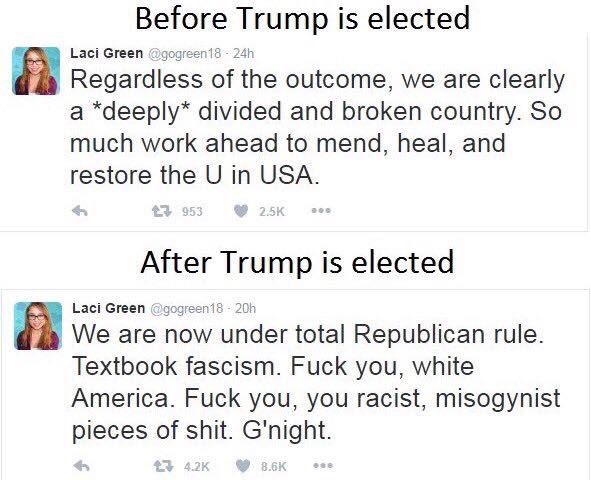 Before Trump is elected
Laci Green @gogreen18 · 24h
Regardless of the outcome, we are clearly
a *deeply* divided and broken country. So
much work ahead to mend, heal, and
restore the U in USA.
953 2.5K
After Trump is elected
Laci Green @gogreen18 · 20h
We are now under total Republican rule.
Textbook fascism. Fuck you, white
America. Fuck you, you racist, misogynist
pieces of shit. G'night.
4.2K 8.6K